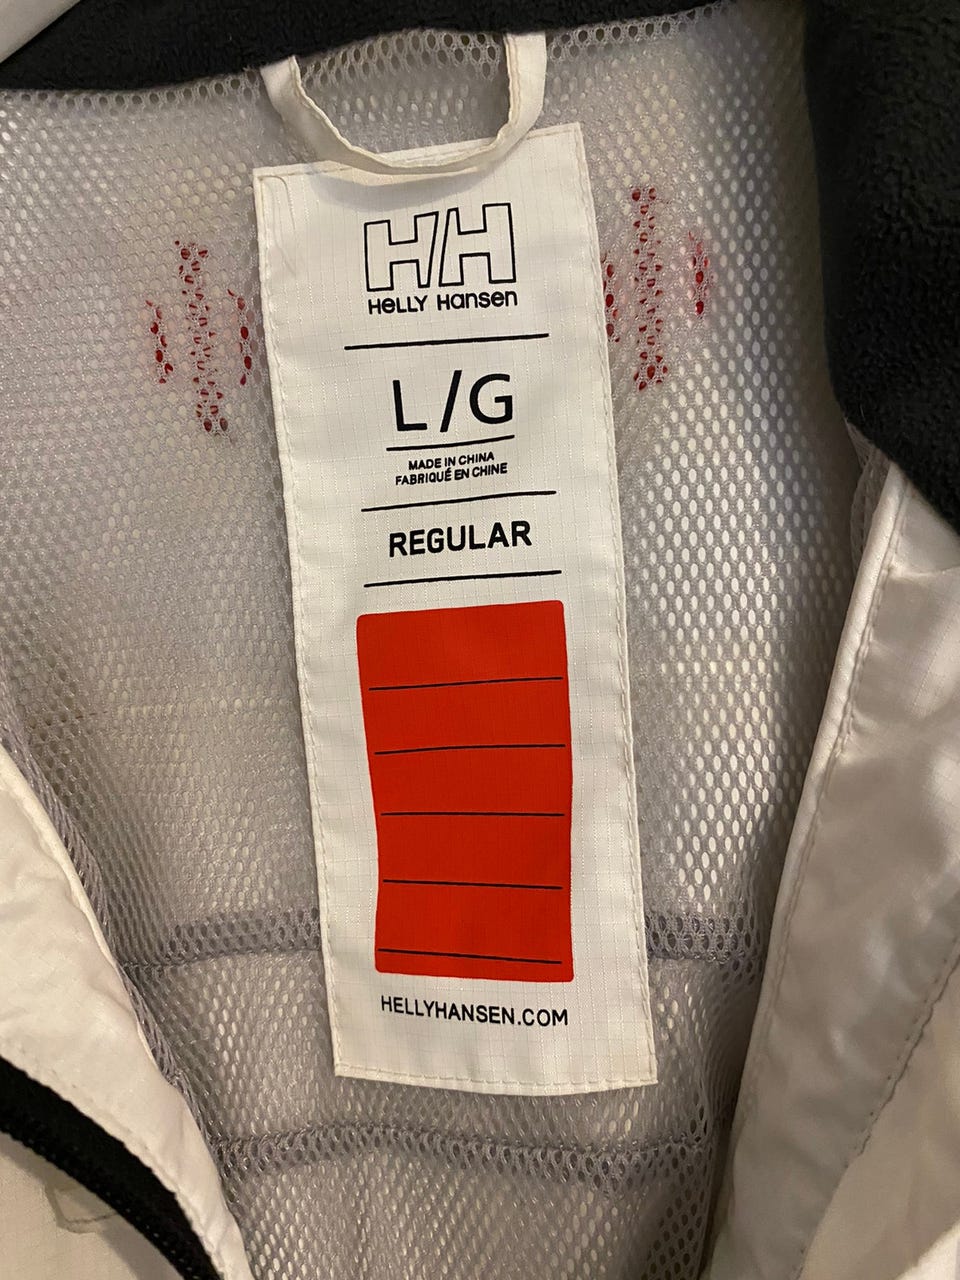 HH
HELLY HANSEN
L/G
MADE IN CHINA
FABRIQUÉ EN CHINE
REGULAR
HELLYHANSEN.COM